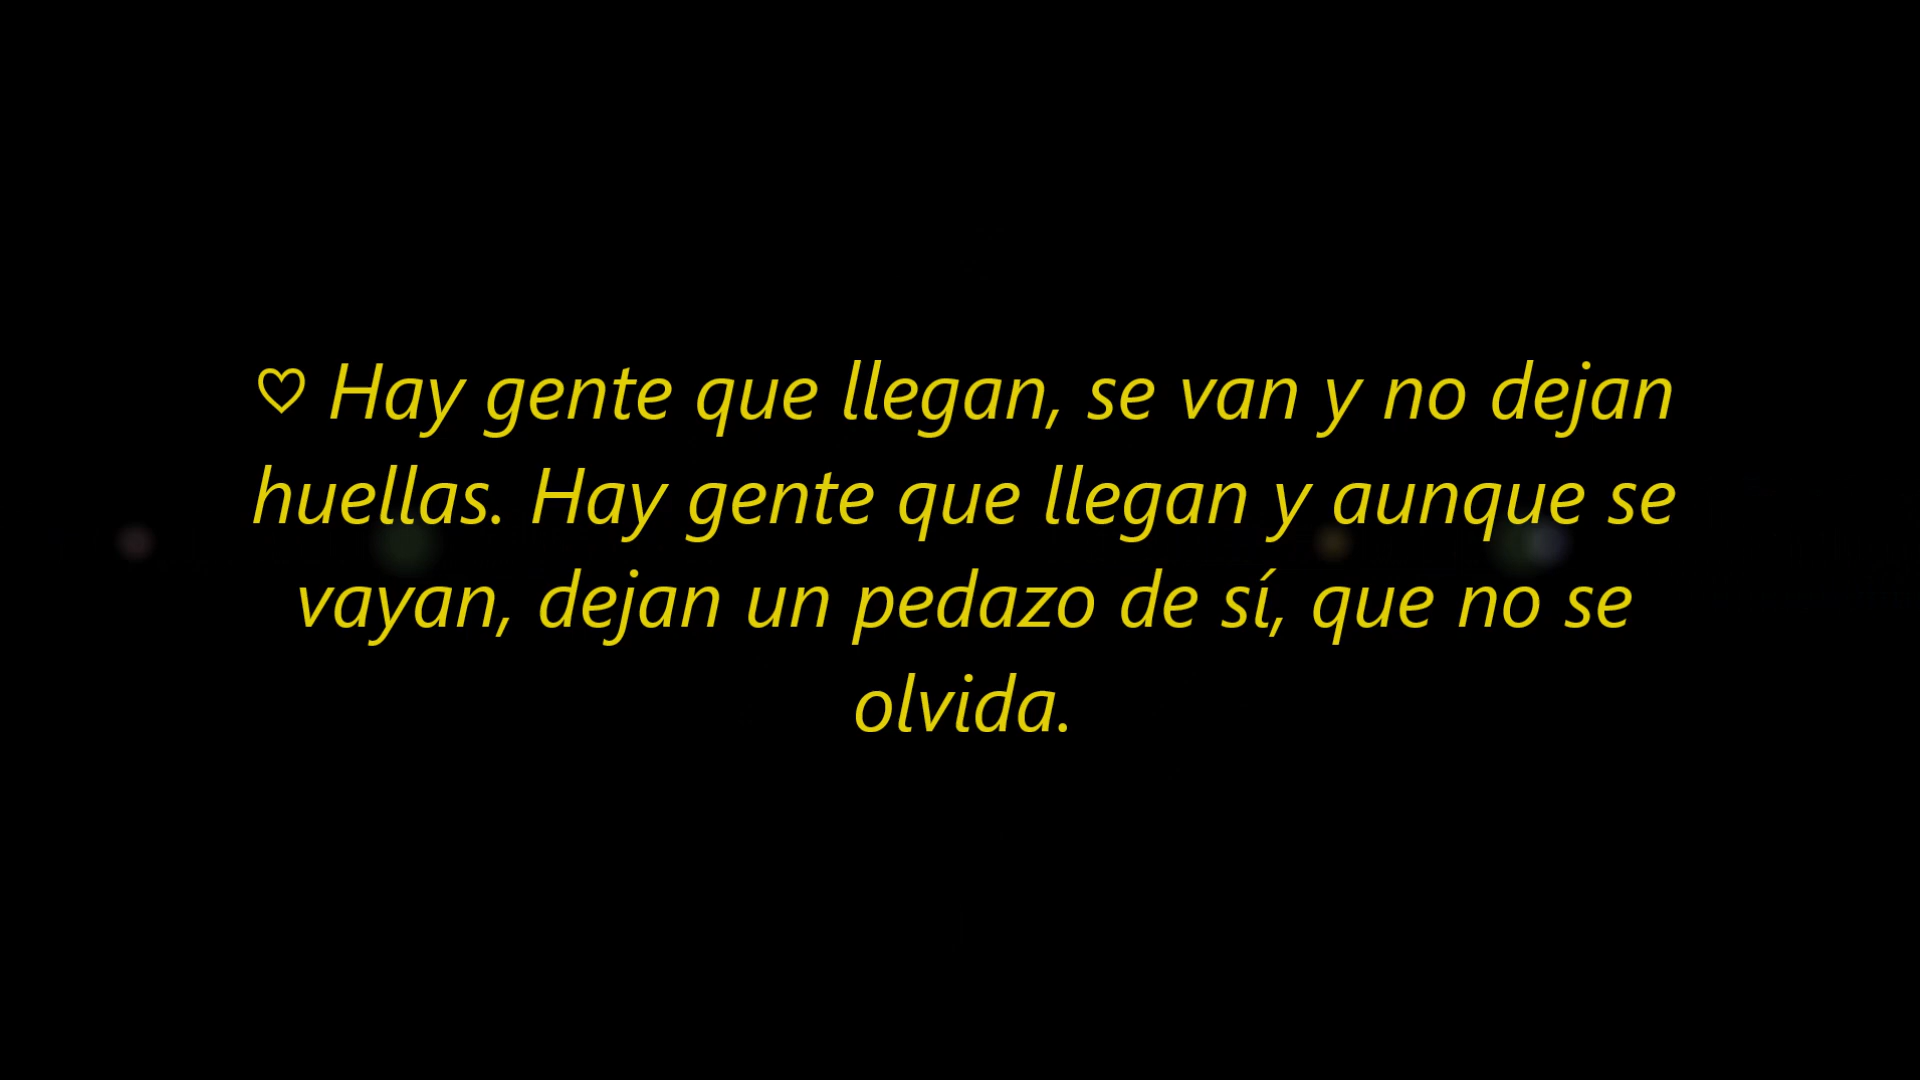 ♡ Hay gente que llegan, se van y no dejan
huellas. Hay gente que llegan y aunque se
vayan, dejan un pedazo de sí, que no se
olvida.